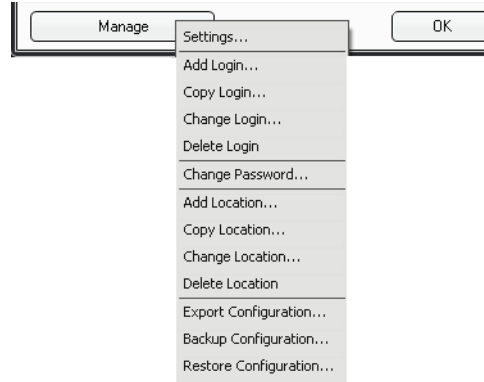 Manage
OK
Settings...
Add Login...
Copy Login...
Change Login...
Delete Login
Change Password...
Add Location...
Copy Location...
Change Location...
Delete Location
Export Configuration...
Backup Configuration...
Restore Configuration...